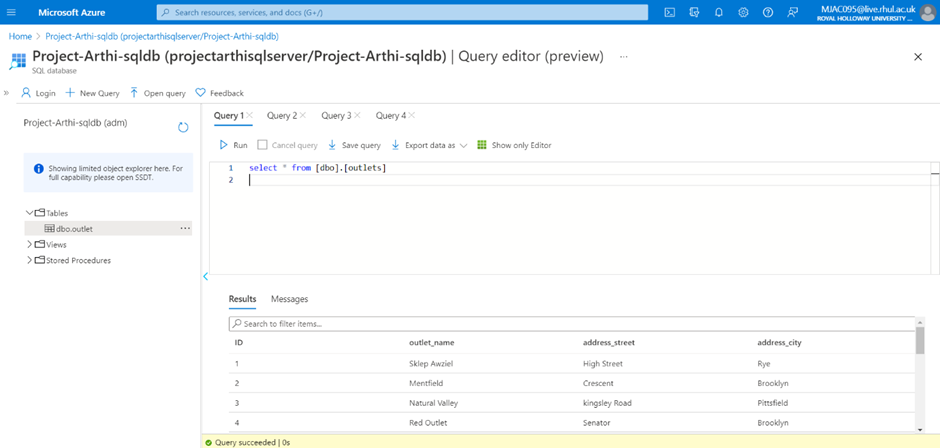 Microsoft Azure
Search resources, services, and docs (G+/)
MJAC095@live.rhul.ac.uk
ROYAL HOLLOWAY UNIVERSITY ...
Home > Project-Arthi-sqldb (projectarthisqlserver/Project-Arthi-sqldb)
Project-Arthi-sqldb (projectarthisqlserver/Project-Arthi-sqldb) | Query editor (preview) ...
SQL database
Login New Query Open query Feedback
Project-Arthi-sqldb (adm)
Showing limited object explorer here. For
full capability please open SSDT.
Tables
dbo.outlet ...
Views
Stored Procedures
Query 1 Query 2 Query 3 Query 4
Run Cancel query Save query Export data as Show only Editor
1 select * from [dbo].[outlets]
2
Results Messages
Search to filter items...
ID outlet_name address_street address_city
1 Sklep Awziel High Street Rye
2 Mentfield Crescent Brooklyn
3 Natural Valley kingsley Road Pittsfield
4 Red Outlet Senator Brooklyn
Query succeeded | 0s